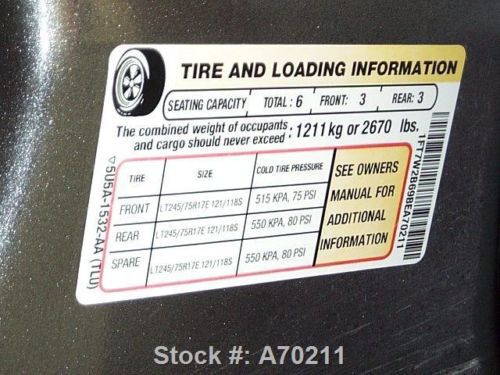 TIRE AND LOADING INFORMATION
SEATING CAPACITY TOTAL : 6 FRONT: 3 REAR: 3
The combined weight of occupants
and cargo should never exceed : 1211 kg or 2670 lbs.
TIRE SIZE COLD TIRE PRESSURE
FRONT LT245/75R17E 121/118S 515 KPA, 75 PSI
REAR LT245/75R17E 121/118S 550 KPA, 80 PSI
SPARE LT245/75R17E 121/118S 550 KPA, 80 PSI
SEE OWNERS
MANUAL FOR
ADDITIONAL
INFORMATION
5U5A-1532-AA (TLU)
1FT7W2B69BEA70211
Stock #: A70211